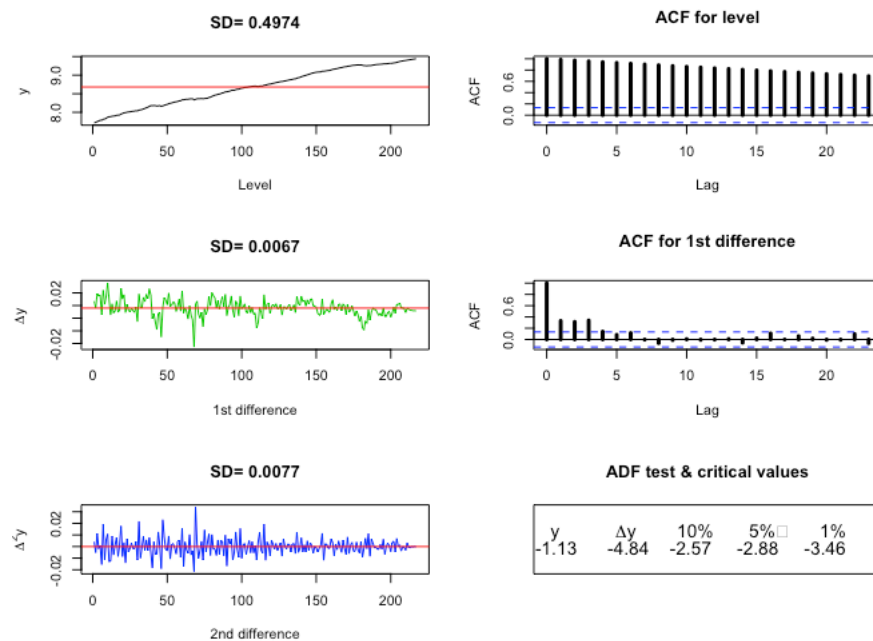 SD= 0.4974
y
8.0 9.0
0 50 100 150 200
Level
ACF for level
ACF
0.0 0.6
0 5 10 15 20
Lag
SD= 0.0067
Δy
-0.02 0.02
0 50 100 150 200
1st difference
ACF for 1st difference
ACF
0.0 0.6
0 5 10 15 20
Lag
SD= 0.0077
Δ²y
-0.02 0.02
0 50 100 150 200
2nd difference
ADF test & critical values
y Δy 10% 5%□ 1%
-1.13 -4.84 -2.57 -2.88 -3.46